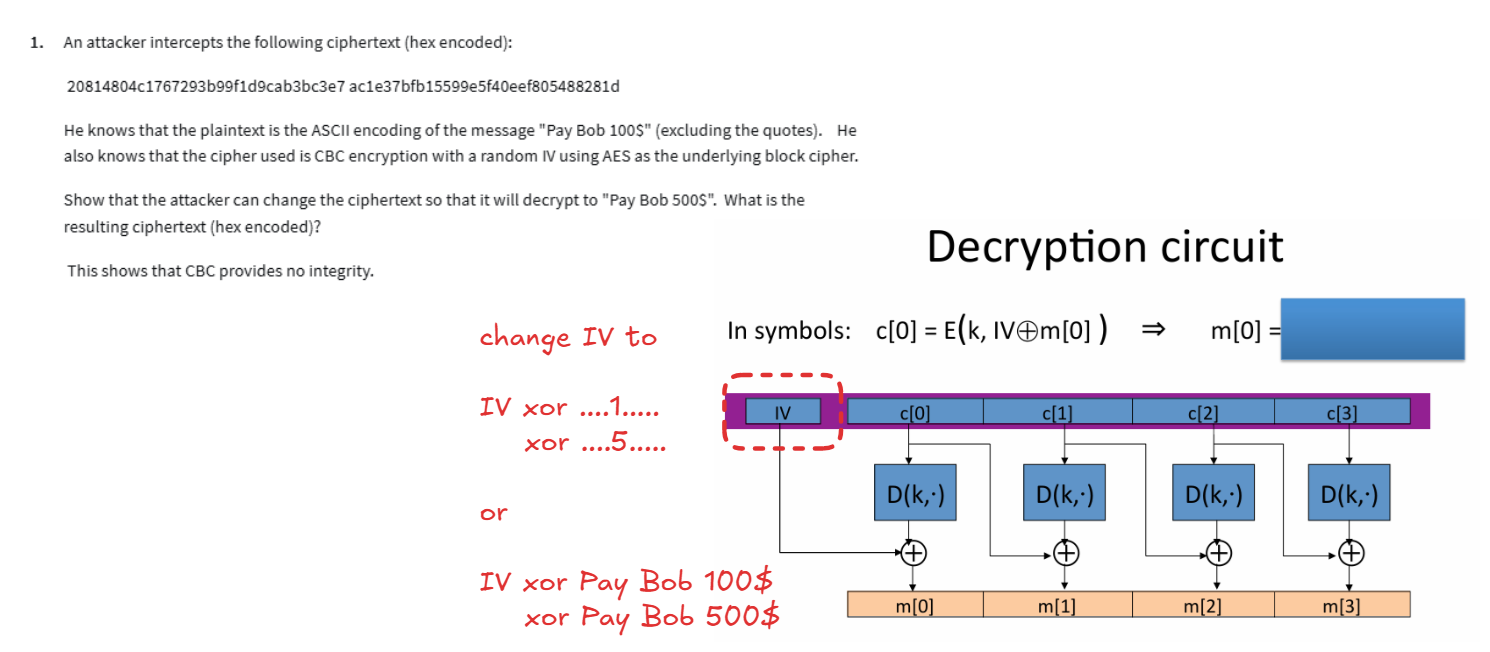 1. An attacker intercepts the following ciphertext (hex encoded):
20814804c1767293b99f1d9cab3bc3e7 ac1e37bfb15599e5f40eef805488281d
He knows that the plaintext is the ASCII encoding of the message "Pay Bob 100$" (excluding the quotes). He
also knows that the cipher used is CBC encryption with a random IV using AES as the underlying block cipher.
Show that the attacker can change the ciphertext so that it will decrypt to "Pay Bob 500$". What is the
resulting ciphertext (hex encoded)?
This shows that CBC provides no integrity.
Decryption circuit
In symbols: c[0] = E(k, IV⊕m[0] ) ⇒ m[0] =
change IV to
IV xor ....1.....
xor ....5.....
or
IV xor Pay Bob 100$
xor Pay Bob 500$
IV c[0] c[1] c[2] c[3]
D(k,·) D(k,·) D(k,·) D(k,·)
m[0] m[1] m[2] m[3]